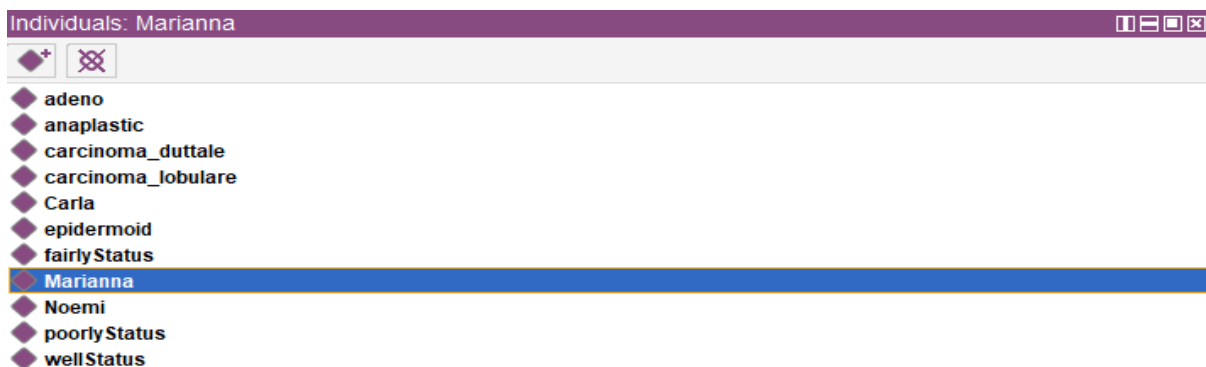 Individuals: Marianna
adeno
anaplastic
carcinoma_duttale
carcinoma_lobulare
Carla
epidermoid
fairlyStatus
Marianna
Noemi
poorlyStatus
wellStatus